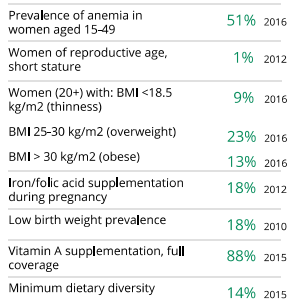 Prevalence of anemia in
women aged 15-49
51% 2016
Women of reproductive age,
short stature
1% 2012
Women (20+) with: BMI <18.5
kg/m2 (thinness)
9% 2016
BMI 25-30 kg/m2 (overweight)
23% 2016
BMI > 30 kg/m2 (obese)
13% 2016
Iron/folic acid supplementation
during pregnancy
18% 2012
Low birth weight prevalence
18% 2010
Vitamin A supplementation, full
coverage
88% 2015
Minimum dietary diversity
14% 2015